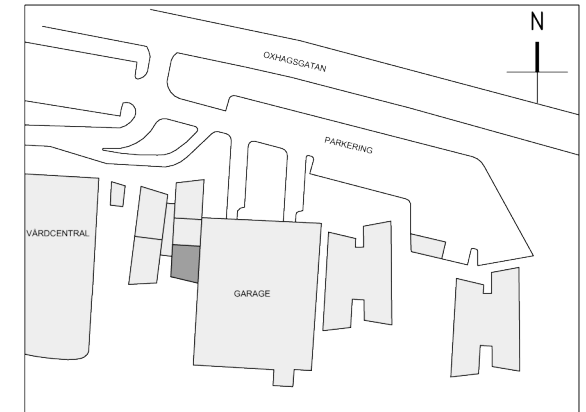 N
OXHAGSGATAN
PARKERING
VÅRDCENTRAL
GARAGE